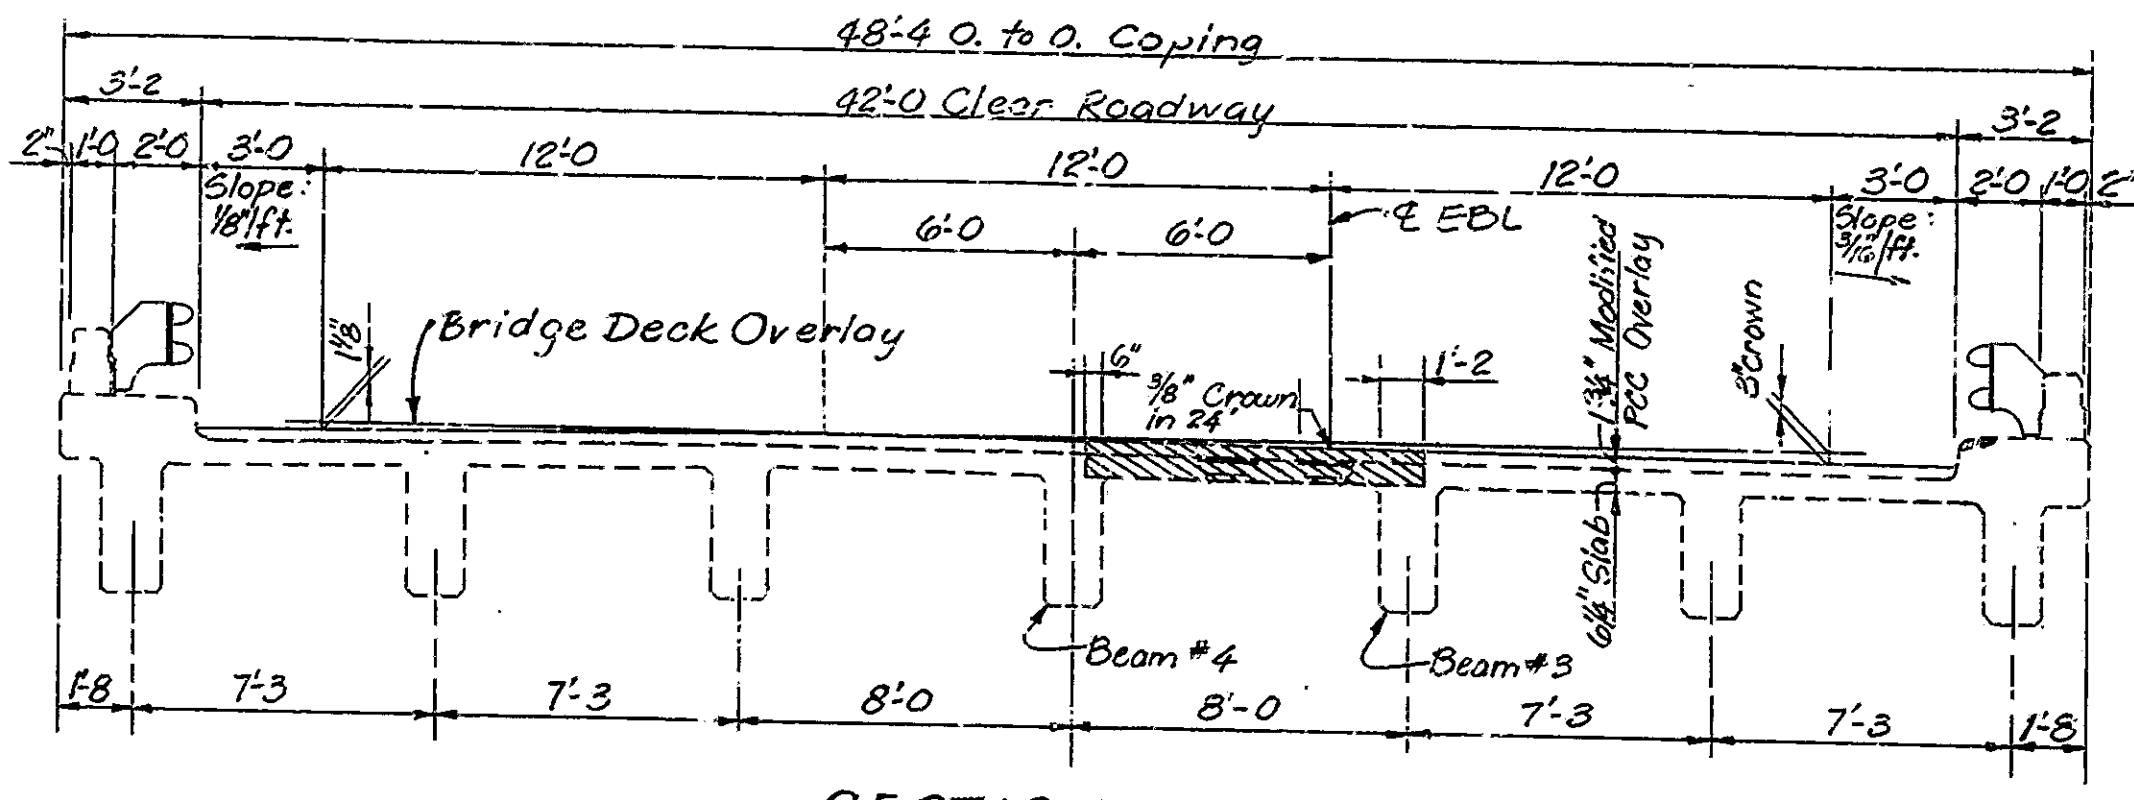 48'-4 O. to O. Coping
3'-2
42'-0 Clear Roadway
3'-2
2" 1'-0 2'-0 3'-0 12'-0 12'-0 12'-0 3'-0 2'-0 1'-0 2"
Slope:
1/8"/ft.
6'-0 6'-0
℄ EBL
Slope:
3/16"/ft.
1 1/8
Bridge Deck Overlay
6"
3/8" Crown
in 24'
1'-2
1 3/4" Modified
PCC Overlay
3" crown
6 1/4" Slab
Beam #4
Beam #3
1'-8 7'-3 7'-3 8'-0 8'-0 7'-3 7'-3 1'-8